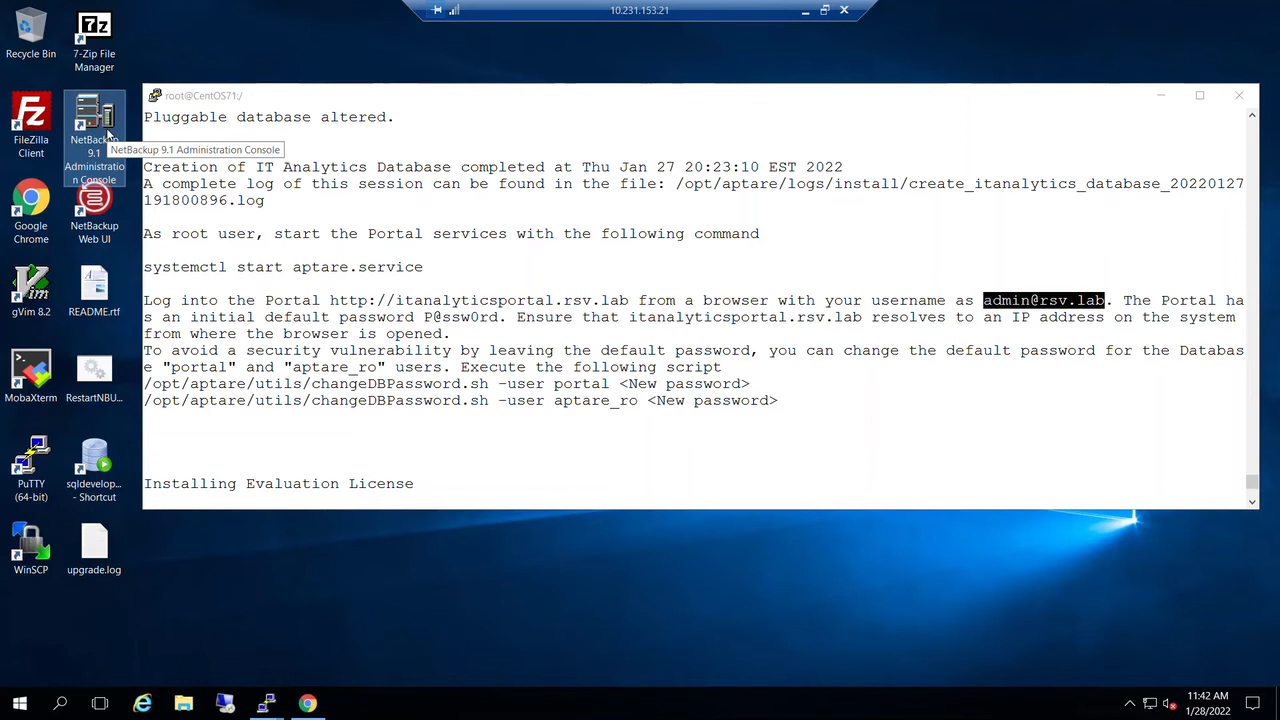 10.231.153.21
Recycle Bin
7-Zip File
Manager
FileZilla
Client
NetBackup
9.1
Administratio
n Console
NetBackup 9.1 Administration Console
Google
Chrome
NetBackup
Web UI
gVim 8.2
README.rtf
MobaXterm
RestartNBU...
PuTTY
(64-bit)
sqldevelop...
- Shortcut
WinSCP
upgrade.log
root@CentOS71:/
Pluggable database altered.
Creation of IT Analytics Database completed at Thu Jan 27 20:23:10 EST 2022
A complete log of this session can be found in the file: /opt/aptare/logs/install/create_itanalytics_database_20220127
191800896.log
As root user, start the Portal services with the following command
systemctl start aptare.service
Log into the Portal http://itanalyticsportal.rsv.lab from a browser with your username as admin@rsv.lab. The Portal ha
s an initial default password P@ssw0rd. Ensure that itanalyticsportal.rsv.lab resolves to an IP address on the system
from where the browser is opened.
To avoid a security vulnerability by leaving the default password, you can change the default password for the Databas
e "portal" and "aptare_ro" users. Execute the following script
/opt/aptare/utils/changeDBPassword.sh -user portal <New password>
/opt/aptare/utils/changeDBPassword.sh -user aptare_ro <New password>
Installing Evaluation License
11:42 AM
1/28/2022